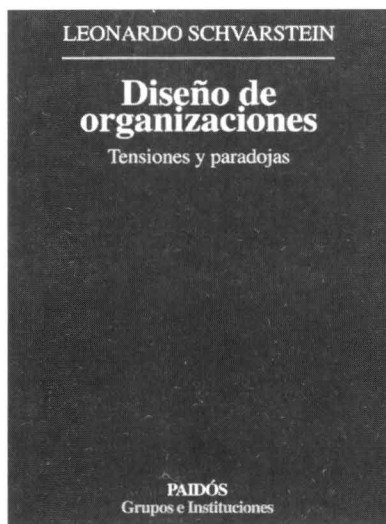 LEONARDO SCHVARSTEIN
Diseño de
organizaciones
Tensiones y paradojas
PAIDÓS
Grupos e Instituciones